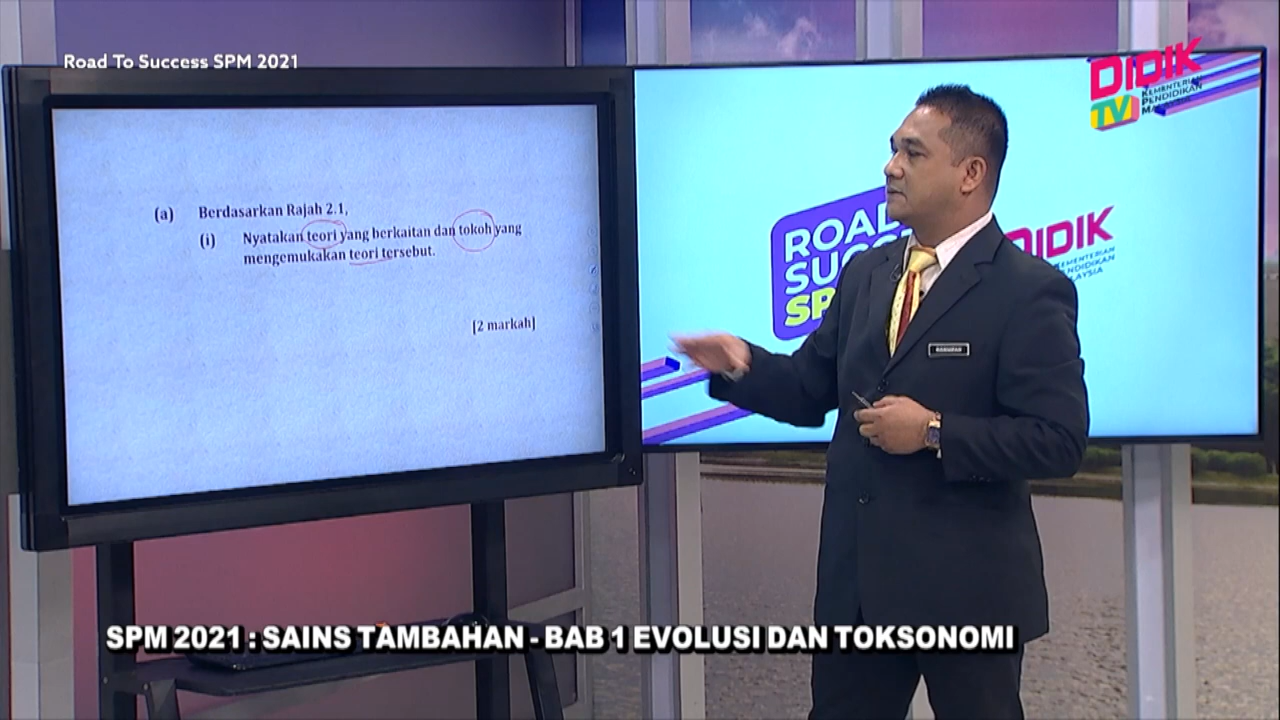 Road To Success SPM 2021
DIDIK
TV
KEMENTERIAN
PENDIDIKAN
MALAYSIA
(a) Berdasarkan Rajah 2.1,
(i) Nyatakan teori yang berkaitan dan tokoh yang
mengemukakan teori tersebut.
[2 markah]
ROAD
SP
DIDIK
KEMENTERIAN
SPM 2021 : SAINS TAMBAHAN - BAB 1 EVOLUSI DAN TOKSONOMI